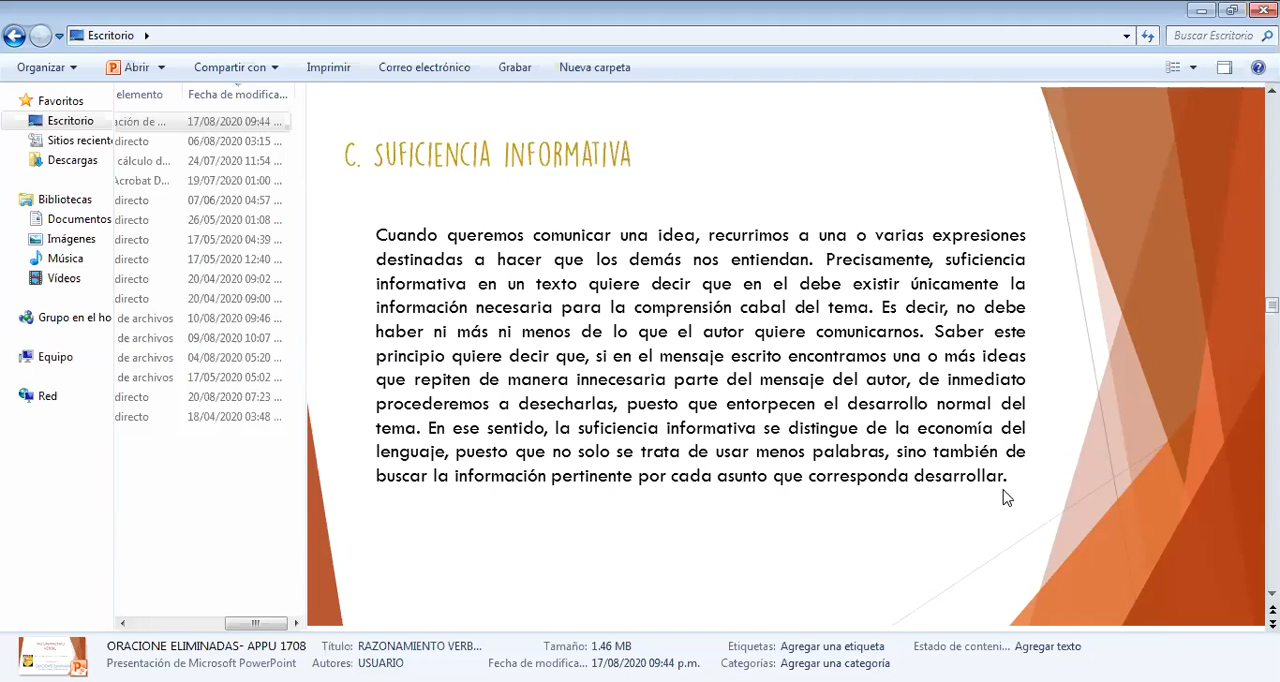 Escritorio
Buscar Escritorio
Organizar
Abrir
Compartir con
Imprimir
Correo electrónico
Grabar
Nueva carpeta
Favoritos
Escritorio
Sitios recient
Descargas
Bibliotecas
Documentos
Imágenes
Música
Vídeos
Grupo en el ho
Equipo
Red
elemento Fecha de modifica...
ación de ... 17/08/2020 09:44 ...
directo 06/08/2020 03:15 ...
cálculo d... 24/07/2020 11:54 ...
Acrobat D... 19/07/2020 01:00 ...
directo 07/06/2020 04:57 ...
directo 26/05/2020 01:08 ...
directo 17/05/2020 04:39 ...
directo 17/05/2020 12:40 ...
directo 20/04/2020 09:02 ...
directo 20/04/2020 09:00 ...
de archivos 10/08/2020 09:46 ...
de archivos 09/08/2020 10:07 ...
de archivos 04/08/2020 05:20 ...
de archivos 17/05/2020 05:02 ...
directo 20/08/2020 07:23 ...
directo 18/04/2020 03:48 ...
C. SUFICIENCIA INFORMATIVA
Cuando queremos comunicar una idea, recurrimos a una o varias expresiones
destinadas a hacer que los demás nos entiendan. Precisamente, suficiencia
informativa en un texto quiere decir que en el debe existir únicamente la
información necesaria para la comprensión cabal del tema. Es decir, no debe
haber ni más ni menos de lo que el autor quiere comunicarnos. Saber este
principio quiere decir que, si en el mensaje escrito encontramos una o más ideas
que repiten de manera innecesaria parte del mensaje del autor, de inmediato
procederemos a desecharlas, puesto que entorpecen el desarrollo normal del
tema. En ese sentido, la suficiencia informativa se distingue de la economía del
lenguaje, puesto que no solo se trata de usar menos palabras, sino también de
buscar la información pertinente por cada asunto que corresponda desarrollar.
ORACIONE ELIMINADAS- APPU 1708
Presentación de Microsoft PowerPoint
Título: RAZONAMIENTO VERB...
Autores: USUARIO
Tamaño: 1.46 MB
Fecha de modifica... 17/08/2020 09:44 p.m.
Etiquetas: Agregar una etiqueta
Categorías: Agregar una categoría
Estado de conteni... Agregar texto